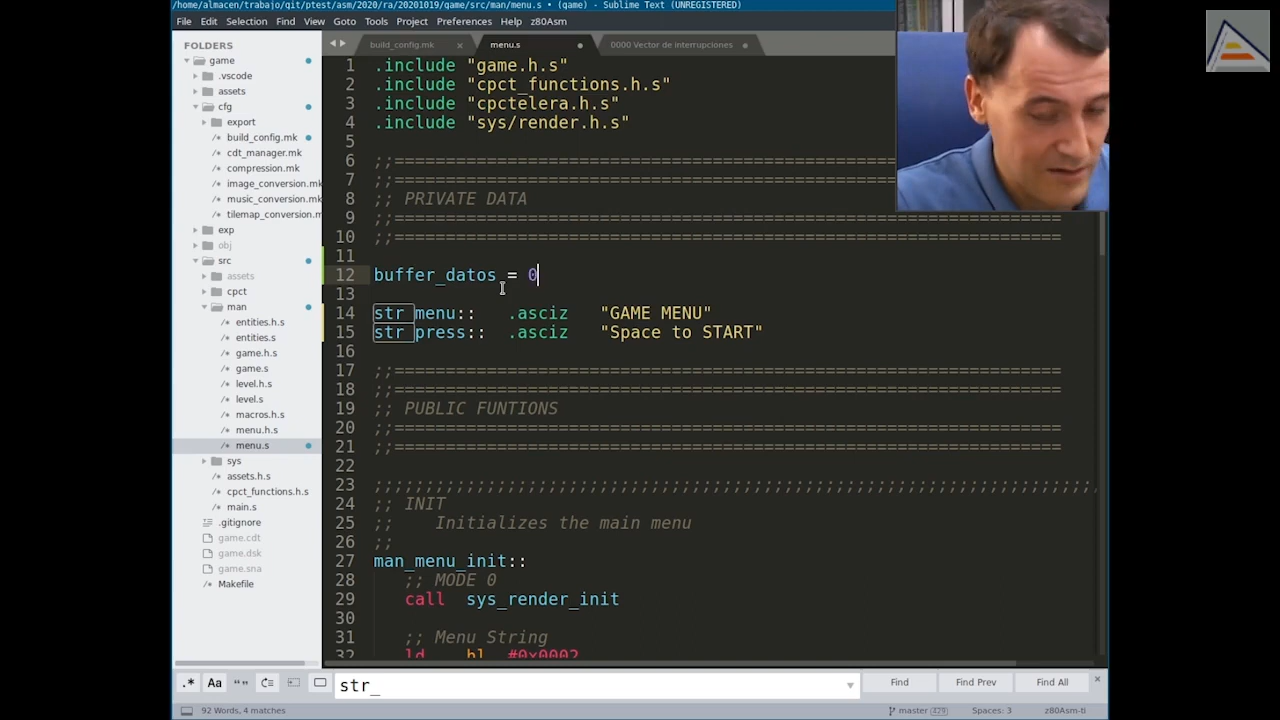 /home/almacen/trabajo/git/ptest/asm/2020/ra/20201019/game/src/man/menu.s • (game) - Sublime Text (UNREGISTERED)
File Edit Selection Find View Goto Tools Project Preferences View z80Asm
FOLDERS
game
.vscode
assets
cfg
export
build_config.mk
cdt_manager.mk
compression.mk
image_conversion.mk
music_conversion.mk
tilemap_conversion.m
exp
obj
src
assets
cpct
man
entities.h.s
entities.s
game.h.s
game.s
level.h.s
level.s
macros.h.s
menu.h.s
menu.s
sys
assets.h.s
cpct_functions.h.s
main.s
.gitignore
game.cdt
game.dsk
game.sna
Makefile
build_config.mk × menu.s • 0000 Vector de interrupciones •
1 .include "game.h.s"
2 .include "cpct_functions.h.s"
3 .include "cpctelera.h.s"
4 .include "sys/render.h.s"
5
6 ;;===================================================
7 ;;===================================================
8 ;; PRIVATE DATA
9 ;;=================================================================
10 ;;=================================================================
11
12 buffer_datos = 0
13
14 str_menu:: .asciz "GAME MENU"
15 str_press:: .asciz "Space to START"
16
17 ;;=================================================================
18 ;;=================================================================
19 ;; PUBLIC FUNTIONS
20 ;;=================================================================
21 ;;=================================================================
22
23 ;;;;;;;;;;;;;;;;;;;;;;;;;;;;;;;;;;;;;;;;;;;;;;;;;;;;;;;;;;;;;;;;;;;;;;
24 ;; INIT
25 ;; Initializes the main menu
26 ;;
27 man_menu_init::
28 ;; MODE 0
29 call sys_render_init
30
31 ;; Menu String
32 ld hl #0x0002
.* Aa “” str_ Find Find Prev Find All ×
92 Words, 4 matches master 429 Spaces: 3 z80Asm-ti